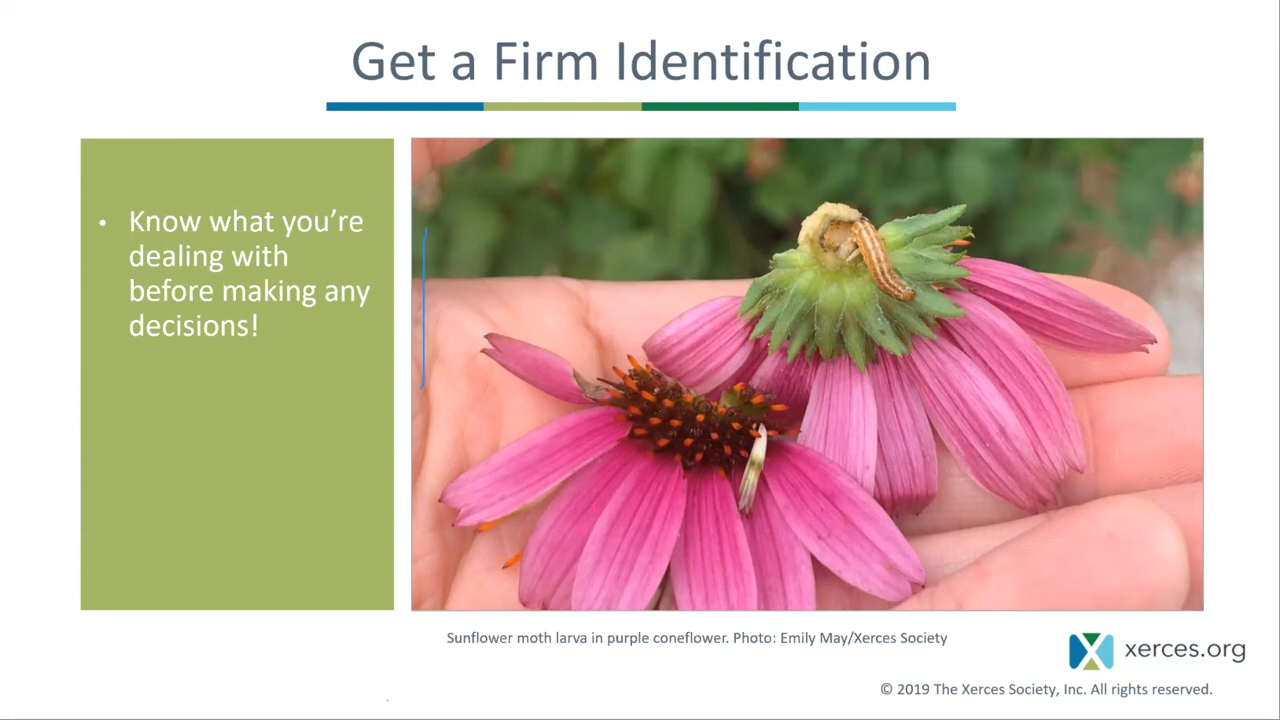 Get a Firm Identification
• Know what you're
dealing with
before making any
decisions!
Sunflower moth larva in purple coneflower. Photo: Emily May/Xerces Society
xerces.org
© 2019 The Xerces Society, Inc. All rights reserved.